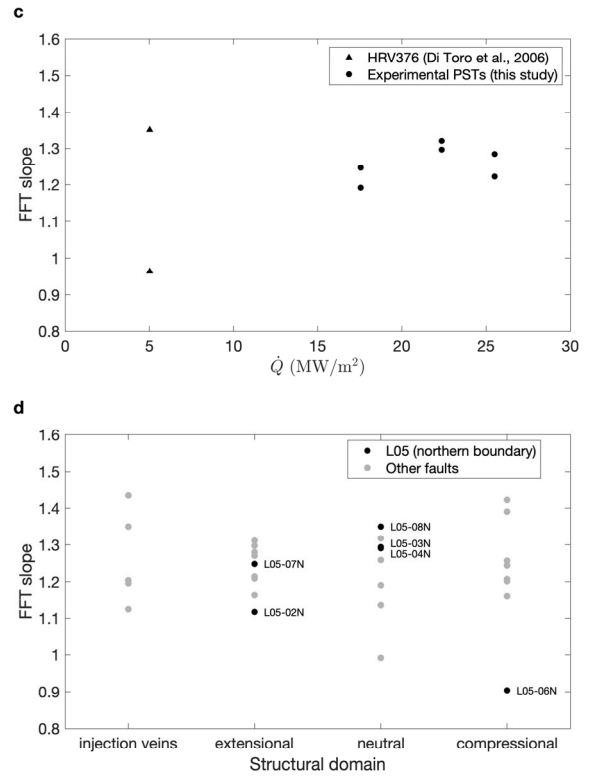 c
1.6
1.5
1.4
1.3
1.2
1.1
1
0.9
0.8
FFT slope
HRV376 (Di Toro et al., 2006)
Experimental PSTs (this study)
0 5 10 15 20 25 30
Q̇ (MW/m²)
d
1.6
1.5
1.4
1.3
1.2
1.1
1
0.9
0.8
FFT slope
L05 (northern boundary)
Other faults
L05-08N
L05-03N
L05-04N
L05-07N
L05-02N
L05-06N
injection veins extensional neutral compressional
Structural domain